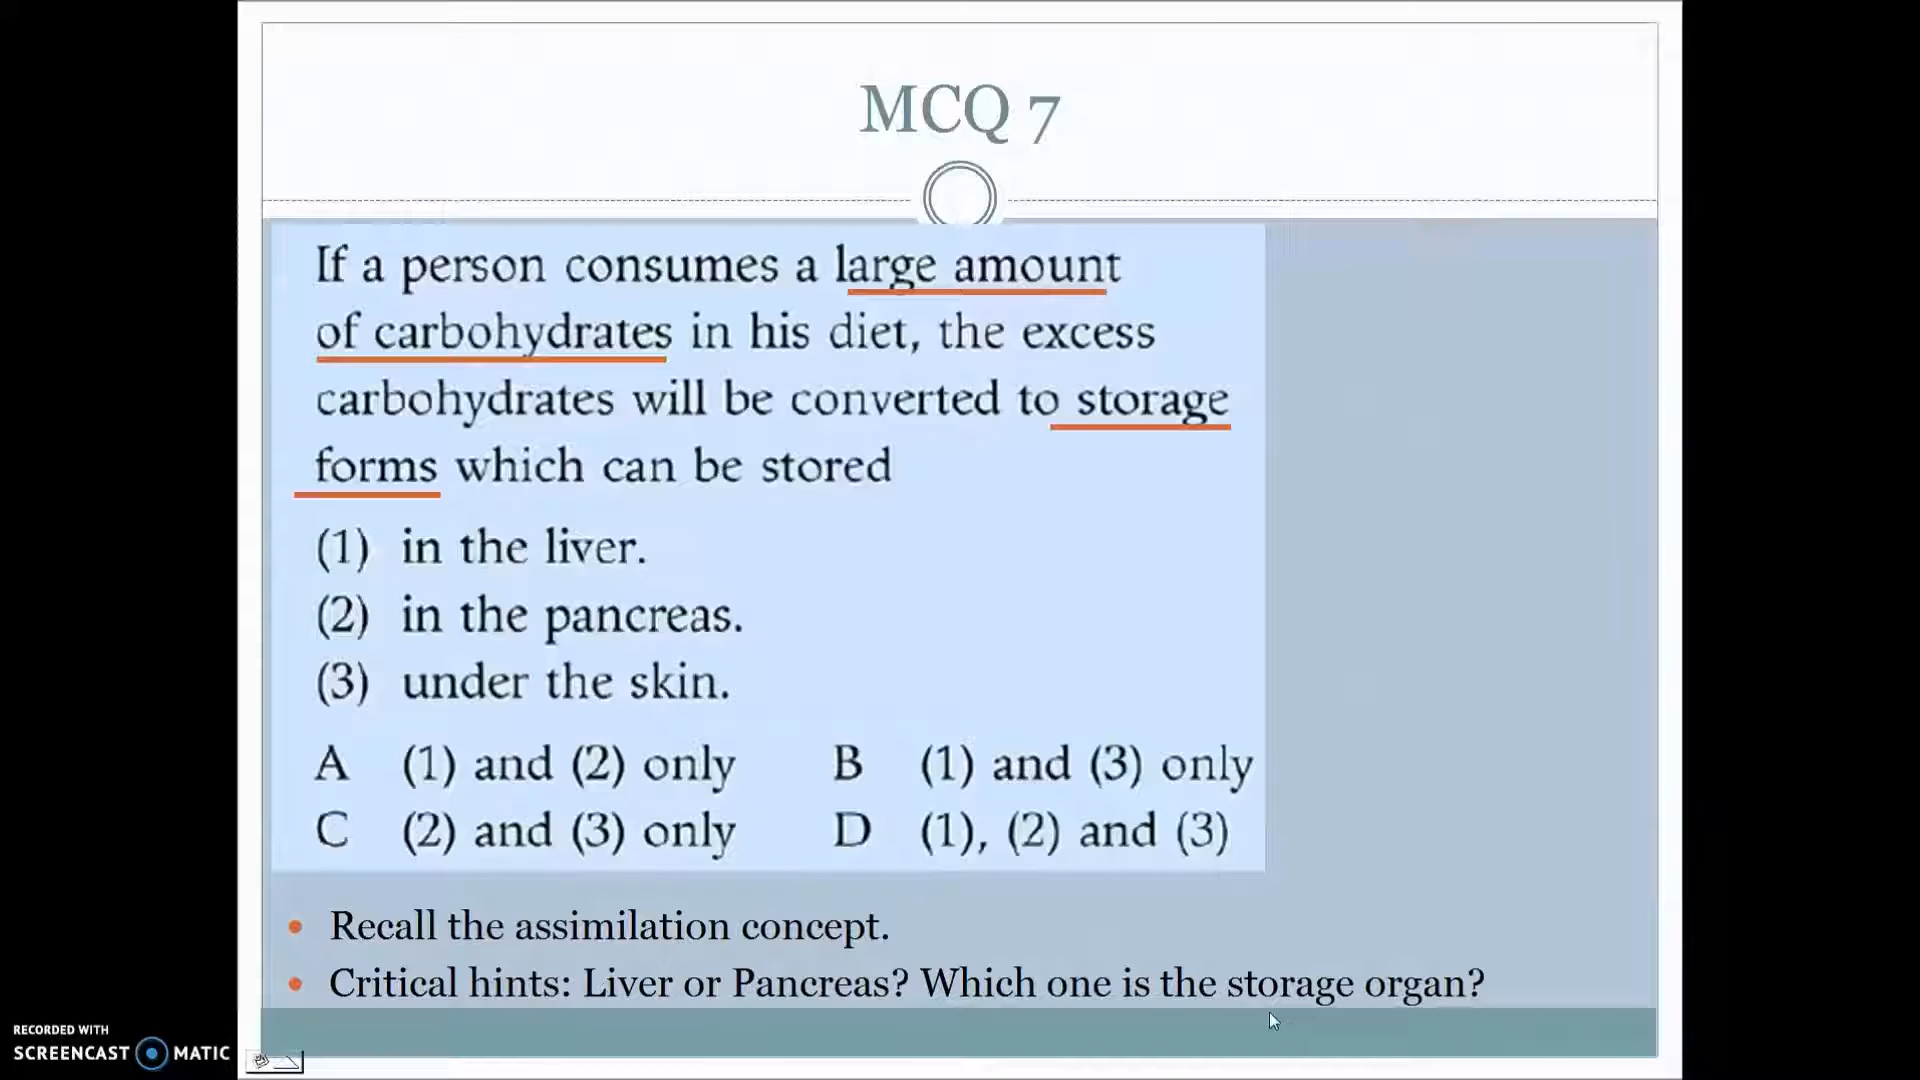 MCQ 7
If a person consumes a large amount
of carbohydrates in his diet, the excess
carbohydrates will be converted to storage
forms which can be stored
(1) in the liver.
(2) in the pancreas.
(3) under the skin.
A (1) and (2) only B (1) and (3) only
C (2) and (3) only D (1), (2) and (3)
• Recall the assimilation concept.
• Critical hints: Liver or Pancreas? Which one is the storage organ?
RECORDED WITH
SCREENCAST MATIC